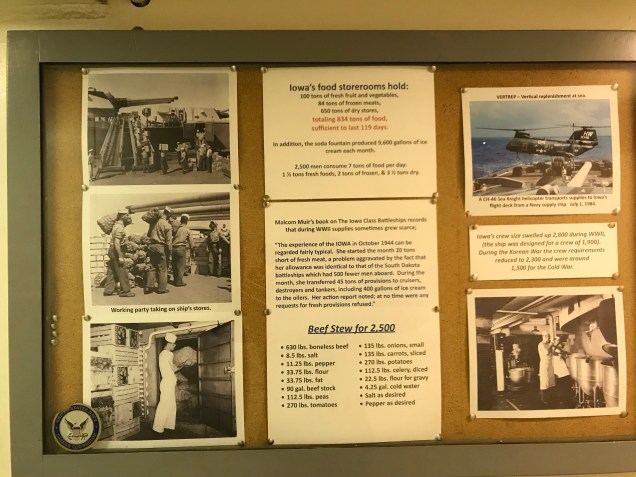 Iowa's food storerooms hold:
100 tons of fresh fruit and vegetables,
84 tons of frozen meats,
650 tons of dry stores,
totaling 834 tons of food,
sufficient to last 119 days.
In addition, the soda fountain produced 9,600 gallons of ice
cream each month.
2,500 men consume 7 tons of food per day:
1 ½ tons fresh foods, 2 tons of frozen, & 3 ½ tons dry.
Malcom Muir's book on The Iowa Class Battleships records
that during WWII supplies sometimes grew scarce;
"The experience of the IOWA in October 1944 can be
regarded fairly typical. She started the month 20 tons
short of fresh meat, a problem aggravated by the fact that
her allowance was identical to that of the South Dakota
battleships which had 500 fewer men aboard. During the
month, she transferred 45 tons of provisions to cruisers,
destroyers and tankers, including 400 gallons of ice cream
to the oilers. Her action report noted; at no time were any
requests for fresh provisions refused."
Beef Stew for 2,500
• 630 lbs. boneless beef
• 8.5 lbs. salt
• 11.25 lbs. pepper
• 33.75 lbs. flour
• 33.75 lbs. fat
• 90 gal. beef stock
• 112.5 lbs. peas
• 270 lbs. tomatoes
• 135 lbs. onions, small
• 135 lbs. carrots, sliced
• 270 lbs. potatoes
• 112.5 lbs. celery, diced
• 22.5 lbs. flour for gravy
• 4.25 gal. cold water
• Salt as desired
• Pepper as desired
Working party taking on ship's stores.
VERTREP – Vertical replenishment at sea.
A CH-46 Sea Knight helicopter transports supplies to Iowa's
flight deck from a Navy supply ship. July 1, 1984.
Iowa's crew size swelled up 2,800 during WWII,
(the ship was designed for a crew of 1,900).
During the Korean War the crew requirements
reduced to 2,300 and were around
1,500 for the Cold War.